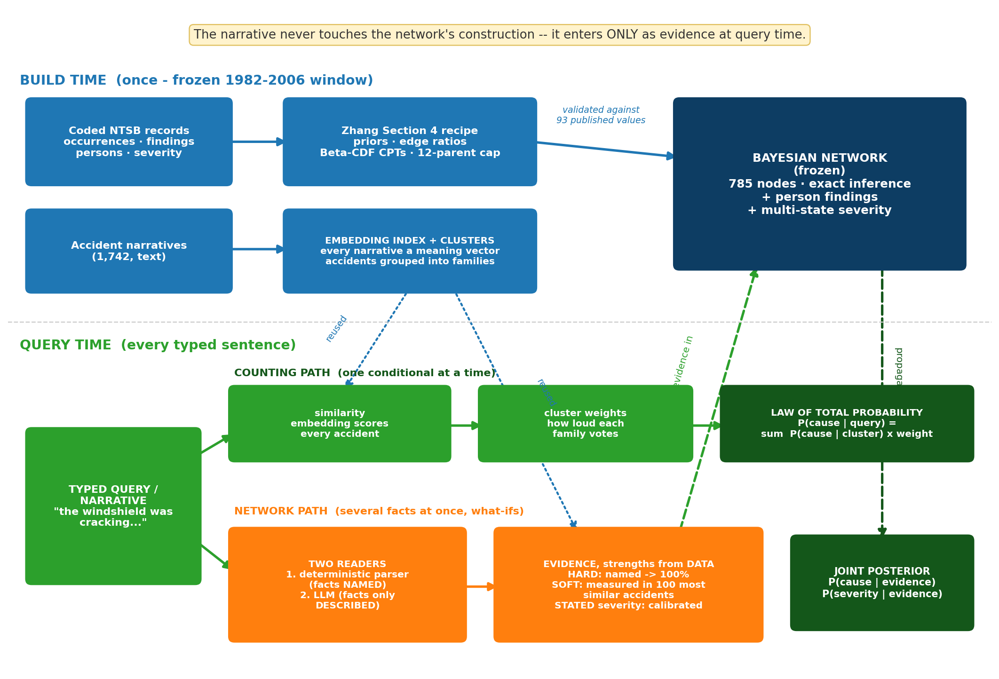 The narrative never touches the network's construction -- it enters ONLY as evidence at query time.
BUILD TIME  (once - frozen 1982-2006 window)
Coded NTSB records
occurrences · findings
persons · severity
Zhang Section 4 recipe
priors · edge ratios
Beta-CDF CPTs · 12-parent cap
validated against
93 published values
BAYESIAN NETWORK
(frozen)
785 nodes · exact inference
+ person findings
+ multi-state severity
Accident narratives
(1,742, text)
EMBEDDING INDEX + CLUSTERS
every narrative a meaning vector
accidents grouped into families
reused
QUERY TIME  (every typed sentence)
evidence in
propaga
COUNTING PATH  (one conditional at a time)
reused
similarity
embedding scores
every accident
cluster weights
how loud each
family votes
LAW OF TOTAL PROBABILITY
P(cause | query) =
sum  P(cause | cluster) x weight
TYPED QUERY /
NARRATIVE
"the windshield was
cracking..."
NETWORK PATH  (several facts at once, what-ifs)
TWO READERS
1. deterministic parser
(facts NAMED)
2. LLM (facts only
DESCRIBED)
EVIDENCE, strengths from DATA
HARD: named -> 100%
SOFT: measured in 100 most
similar accidents
STATED severity: calibrated
JOINT POSTERIOR
P(cause | evidence)
P(severity | evidence)